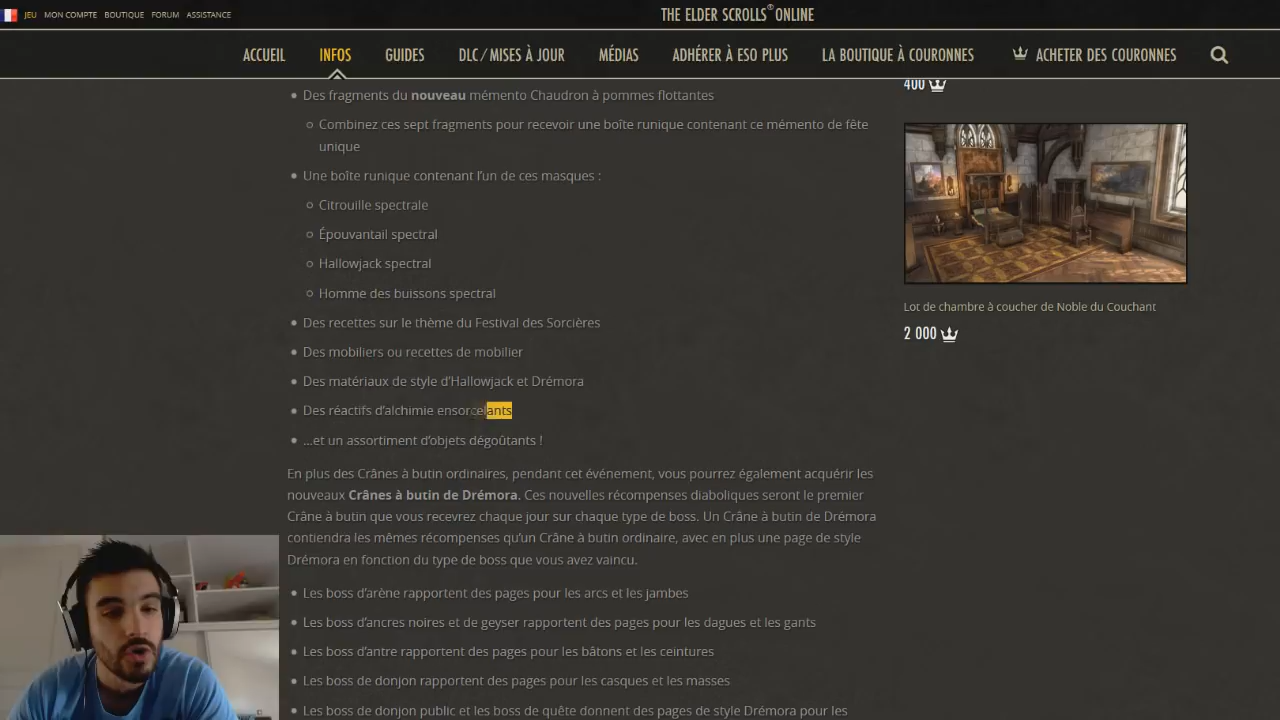 JEU MON COMPTE BOUTIQUE FORUM ASSISTANCE
THE ELDER SCROLLS® ONLINE
ACCUEIL INFOS GUIDES DLC / MISES À JOUR MÉDIAS ADHÉRER À ESO PLUS LA BOUTIQUE À COURONNES ACHETER DES COURONNES
Des fragments du nouveau mémento Chaudron à pommes flottantes
Combinez ces sept fragments pour recevoir une boîte runique contenant ce mémento de fête
unique
Une boîte runique contenant l'un de ces masques :
Citrouille spectrale
Épouvantail spectral
Hallowjack spectral
Homme des buissons spectral
Des recettes sur le thème du Festival des Sorcières
Des mobiliers ou recettes de mobilier
Des matériaux de style d'Hallowjack et Drémora
Des réactifs d'alchimie ensorcelants
...et un assortiment d'objets dégoûtants !
En plus des Crânes à butin ordinaires, pendant cet événement, vous pourrez également acquérir les
nouveaux Crânes à butin de Drémora. Ces nouvelles récompenses diaboliques seront le premier
Crâne à butin que vous recevrez chaque jour sur chaque type de boss. Un Crâne à butin de Drémora
contiendra les mêmes récompenses qu'un Crâne à butin ordinaire, avec en plus une page de style
Drémora en fonction du type de boss que vous avez vaincu.
Les boss d'arène rapportent des pages pour les arcs et les jambes
Les boss d'ancres noires et de geyser rapportent des pages pour les dagues et les gants
Les boss d'antre rapportent des pages pour les bâtons et les ceintures
Les boss de donjon rapportent des pages pour les casques et les masses
Les boss de donjon public et les boss de quête donnent des pages de style Drémora pour les
400
Lot de chambre à coucher de Noble du Couchant
2 000